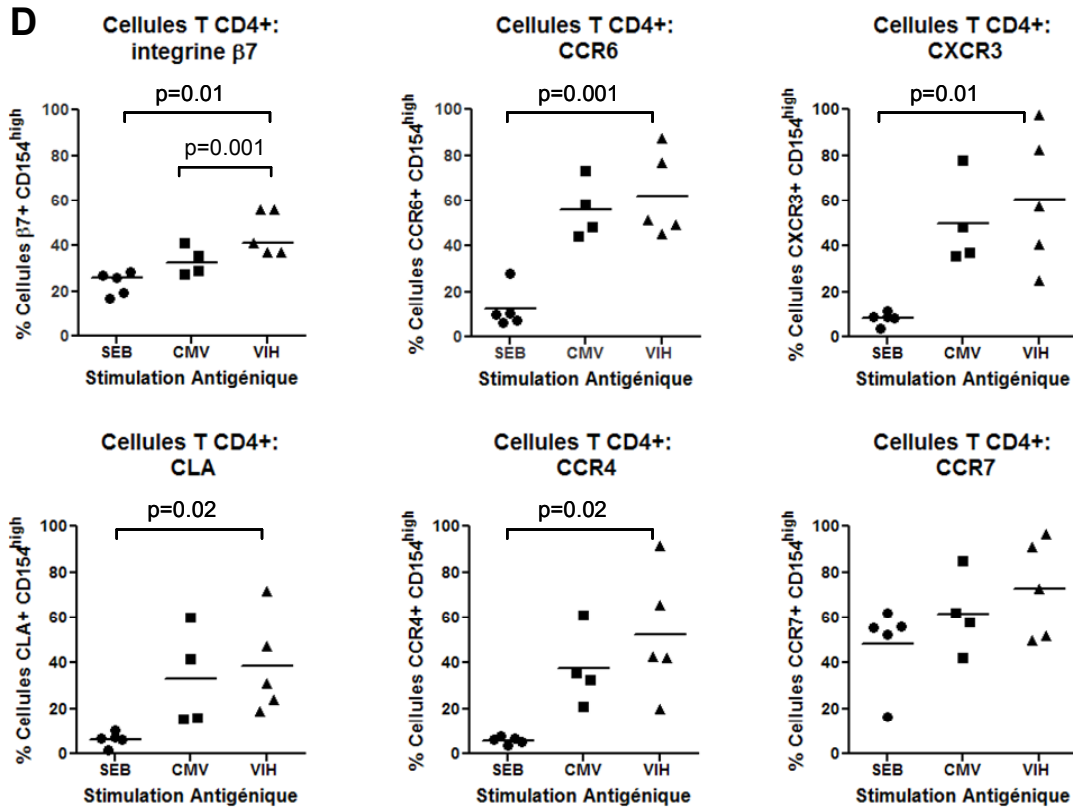 D
Cellules T CD4+:
integrine β7
p=0.01
p=0.001
% Cellules β7+ CD154high
100
80
60
40
20
0
SEB CMV VIH
Stimulation Antigénique
Cellules T CD4+:
CCR6
p=0.001
% Cellules CCR6+ CD154high
100
80
60
40
20
0
SEB CMV VIH
Stimulation Antigénique
Cellules T CD4+:
CXCR3
p=0.01
% Cellules CXCR3+ CD154high
100
80
60
40
20
0
SEB CMV VIH
Stimulation Antigénique
Cellules T CD4+:
CLA
p=0.02
% Cellules CLA+ CD154high
100
80
60
40
20
0
SEB CMV VIH
Stimulation Antigénique
Cellules T CD4+:
CCR4
p=0.02
% Cellules CCR4+ CD154high
100
80
60
40
20
0
SEB CMV VIH
Stimulation Antigénique
Cellules T CD4+:
CCR7
% Cellules CCR7+ CD154high
100
80
60
40
20
0
SEB CMV VIH
Stimulation Antigénique